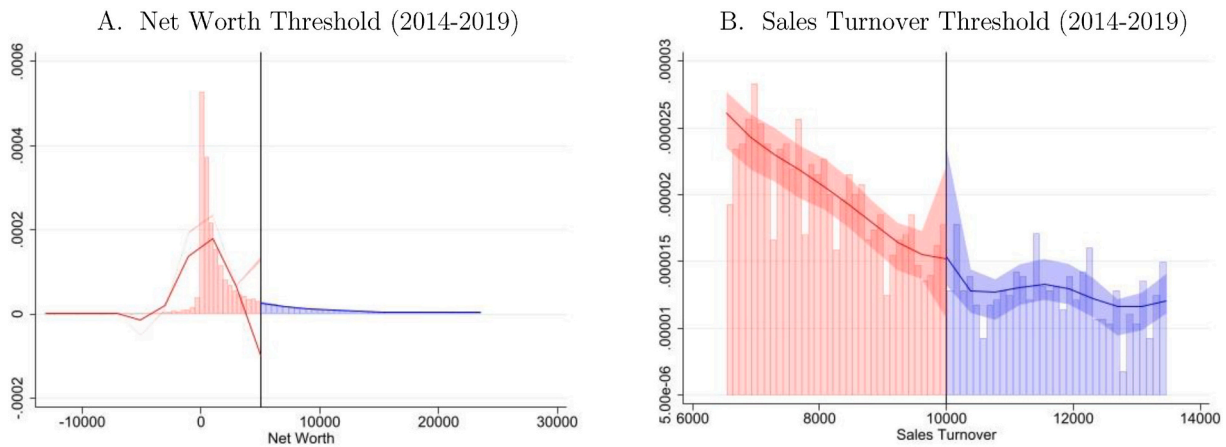 A. Net Worth Threshold (2014-2019)
.0006
.0004
.0002
0
-.0002
-10000 0 10000 20000 30000
Net Worth
B. Sales Turnover Threshold (2014-2019)
.00003
.000025
.00002
.000015
.00001
5.00e-06
6000 8000 10000 12000 14000
Sales Turnover